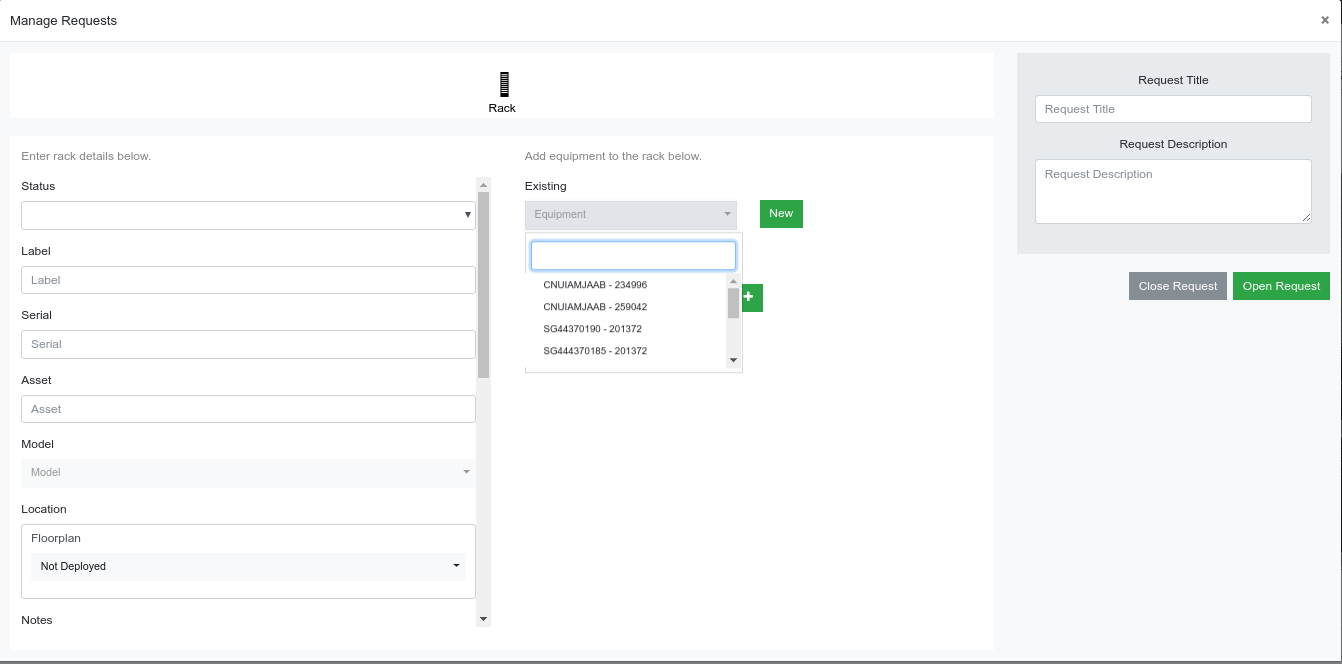 Manage Requests
×
Rack
Enter rack details below.
Status
Label
Label
Serial
Serial
Asset
Asset
Model
Model
Location
Floorplan
Not Deployed
Notes
Add equipment to the rack below.
Existing
Equipment
New
CNUIAMJAAB - 234996
CNUIAMJAAB - 259042
SG44370190 - 201372
SG444370185 - 201372
+
Request Title
Request Title
Request Description
Request Description
Close Request
Open Request